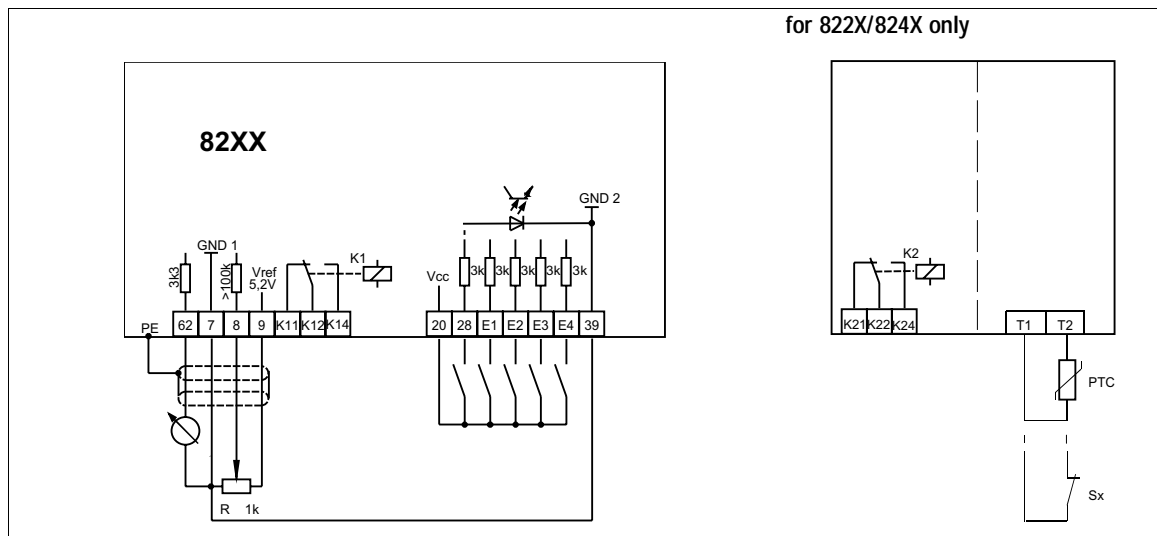 for 822X/824X only
82XX
GND 2
GND 1
3k3
>100k
Vref
5,2V
K1
Vcc
3k
3k
3k
3k
3k
K2
PE
62
7
8
9
K11
K12
K14
20
28
E1
E2
E3
E4
39
K21
K22
K24
T1
T2
PTC
R 1k
Sx